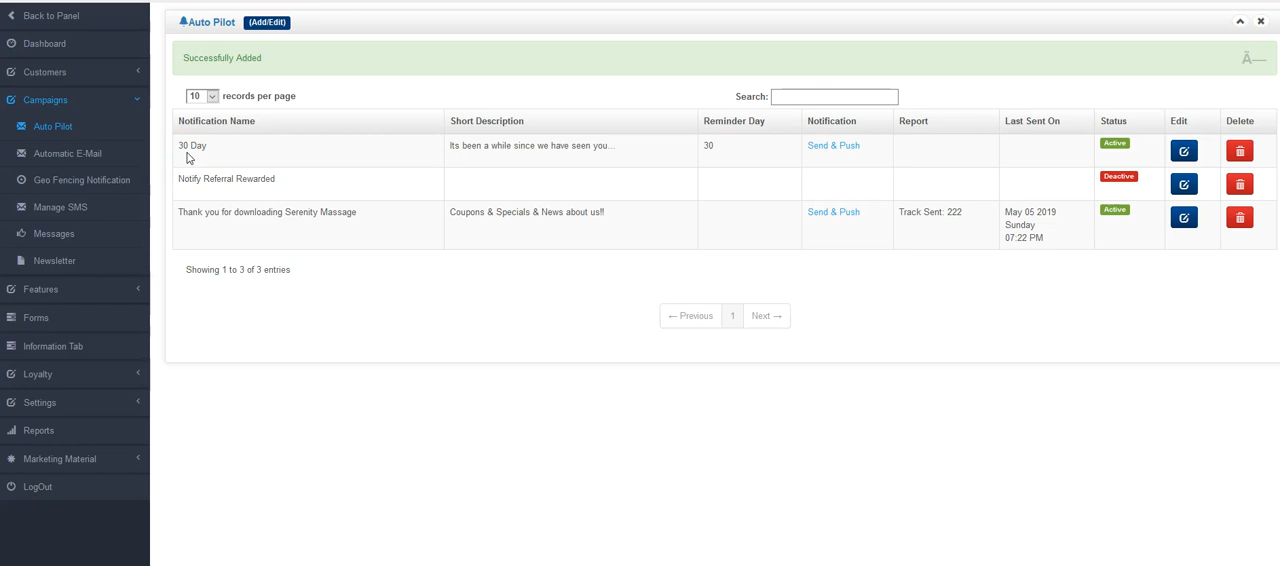 Back to Panel
Dashboard
Customers
Campaigns
Auto Pilot
Automatic E-Mail
Geo Fencing Notification
Manage SMS
Messages
Newsletter
Features
Forms
Information Tab
Loyalty
Settings
Reports
Marketing Material
LogOut
Auto Pilot (Add/Edit)
Successfully Added
Ã—
10 records per page Search:
Notification Name Short Description Reminder Day Notification Report Last Sent On Status Edit Delete
30 Day Its been a while since we have seen you... 30 Send & Push Active
Notify Referral Rewarded Deactive
Thank you for downloading Serenity Massage Coupons & Specials & News about us!! Send & Push Track Sent: 222 May 05 2019 Active
Sunday
07:22 PM
Showing 1 to 3 of 3 entries
← Previous 1 Next →